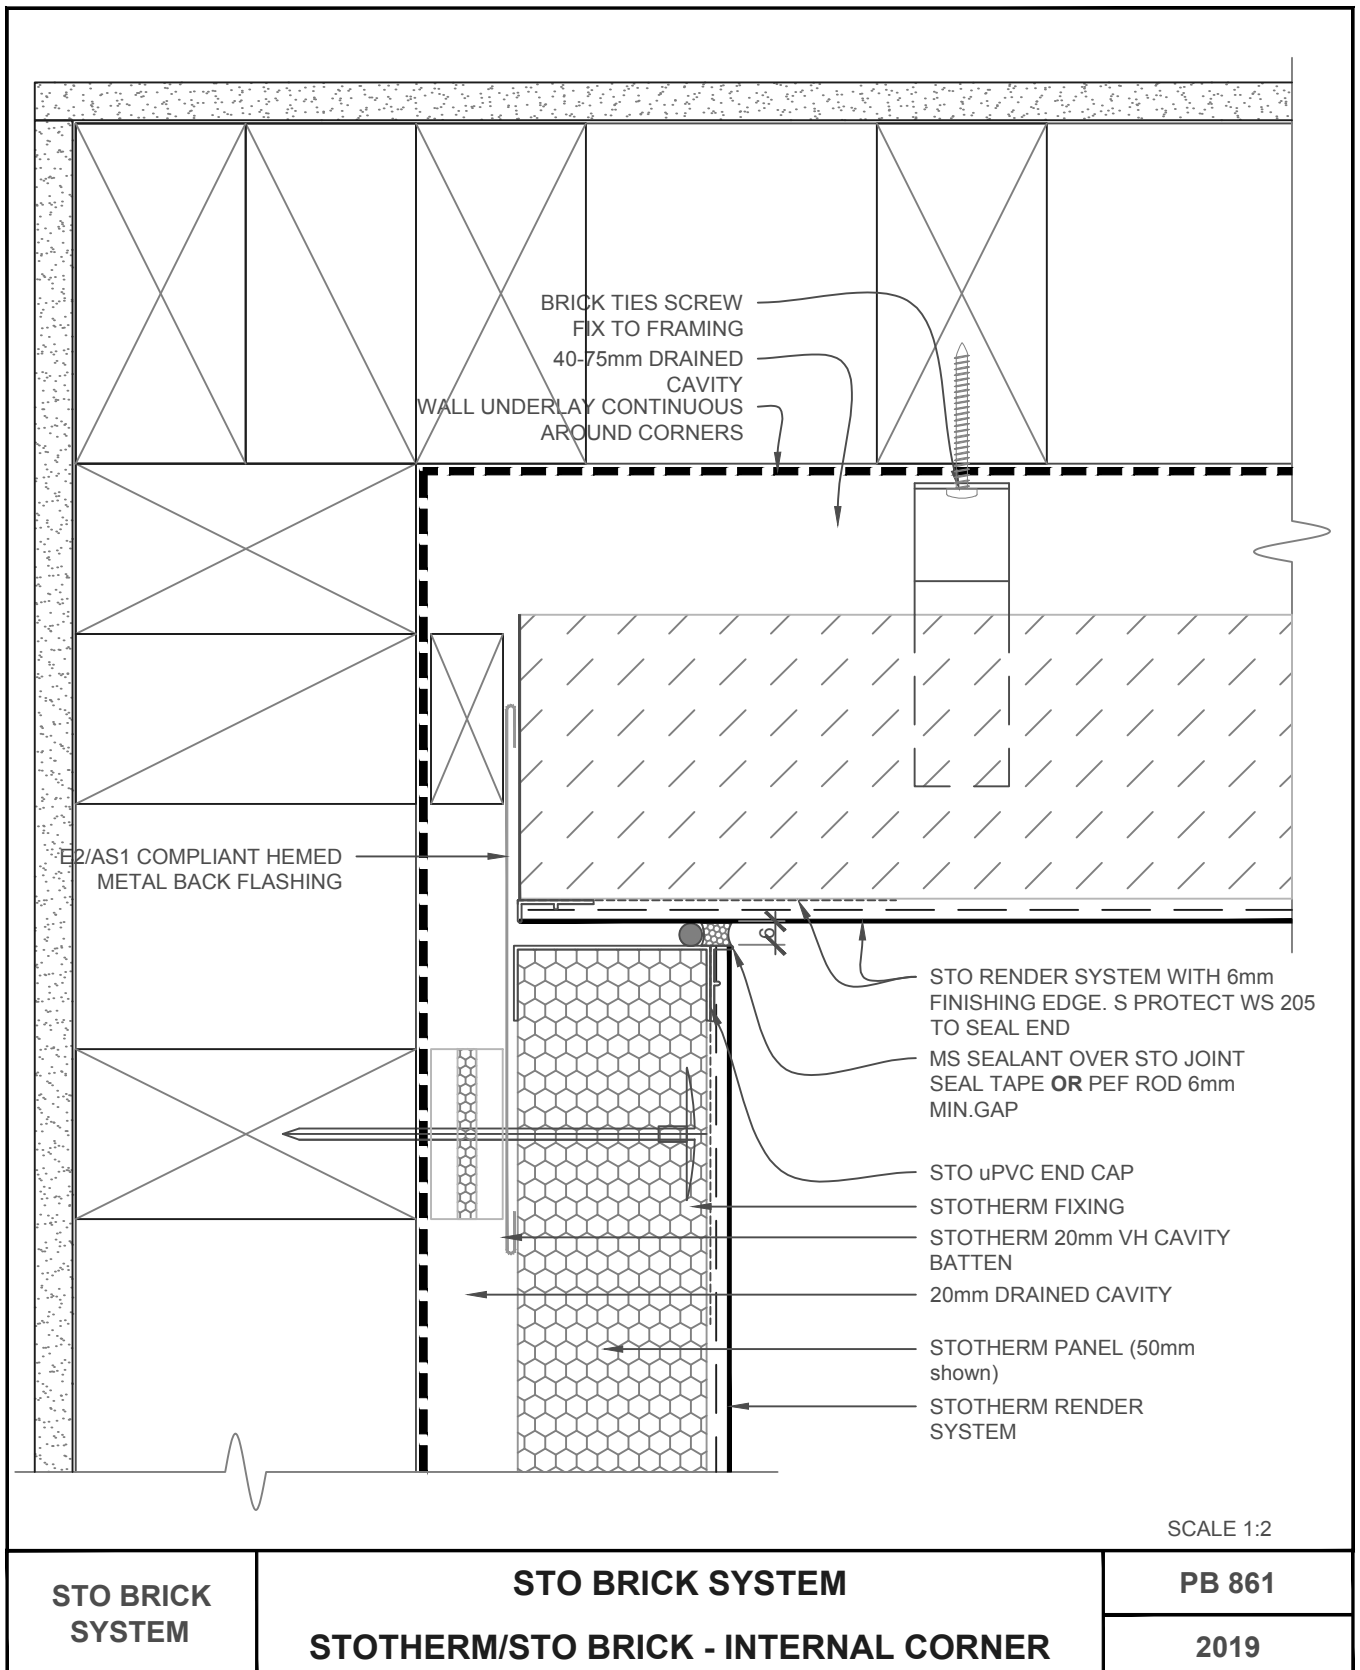 BRICK TIES SCREW
FIX TO FRAMING
40-75mm DRAINED
CAVITY
WALL UNDERLAY CONTINUOUS
AROUND CORNERS
E2/AS1 COMPLIANT HEMED
METAL BACK FLASHING
6
STO RENDER SYSTEM WITH 6mm
FINISHING EDGE. S PROTECT WS 205
TO SEAL END
MS SEALANT OVER STO JOINT
SEAL TAPE OR PEF ROD 6mm
MIN.GAP
STO uPVC END CAP
STOTHERM FIXING
STOTHERM 20mm VH CAVITY
BATTEN
20mm DRAINED CAVITY
STOTHERM PANEL (50mm
shown)
STOTHERM RENDER
SYSTEM
SCALE 1:2
STO BRICK
SYSTEM
STO BRICK SYSTEM
STOTHERM/STO BRICK - INTERNAL CORNER
PB 861
2019